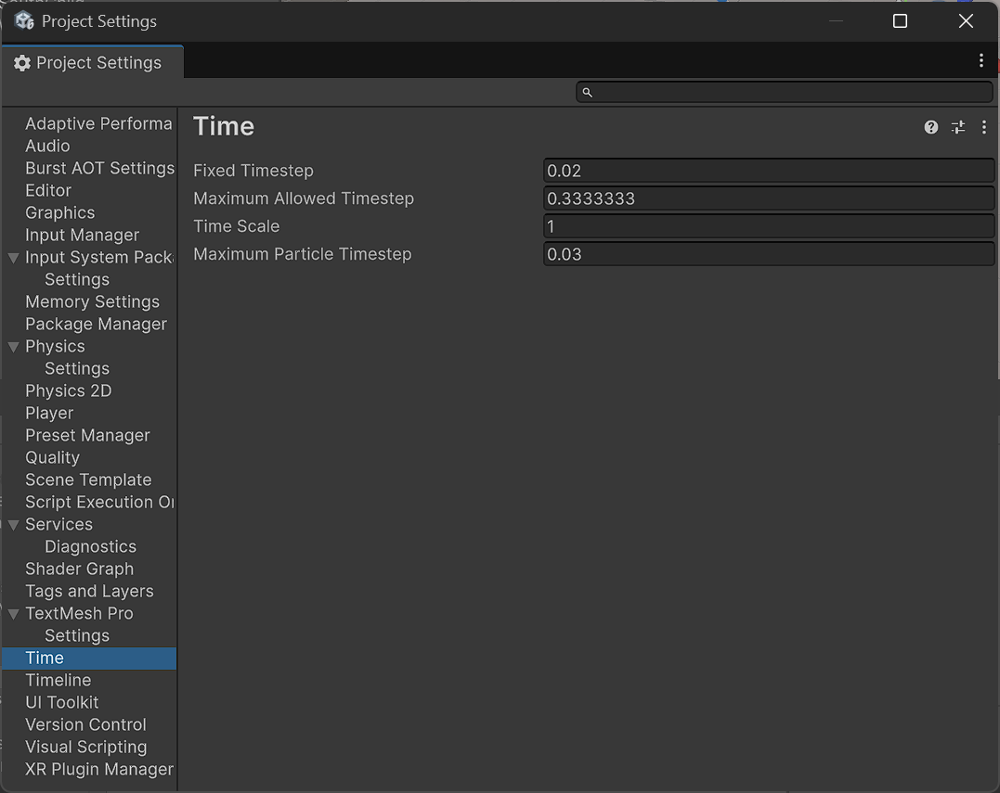 Project Settings
Project Settings
Adaptive Performa
Audio
Burst AOT Settings
Editor
Graphics
Input Manager
Input System Pack
Settings
Memory Settings
Package Manager
Physics
Settings
Physics 2D
Player
Preset Manager
Quality
Scene Template
Script Execution Or
Services
Diagnostics
Shader Graph
Tags and Layers
TextMesh Pro
Settings
Time
Timeline
UI Toolkit
Version Control
Visual Scripting
XR Plugin Manager
Time
Fixed Timestep 0.02
Maximum Allowed Timestep 0.3333333
Time Scale 1
Maximum Particle Timestep 0.03